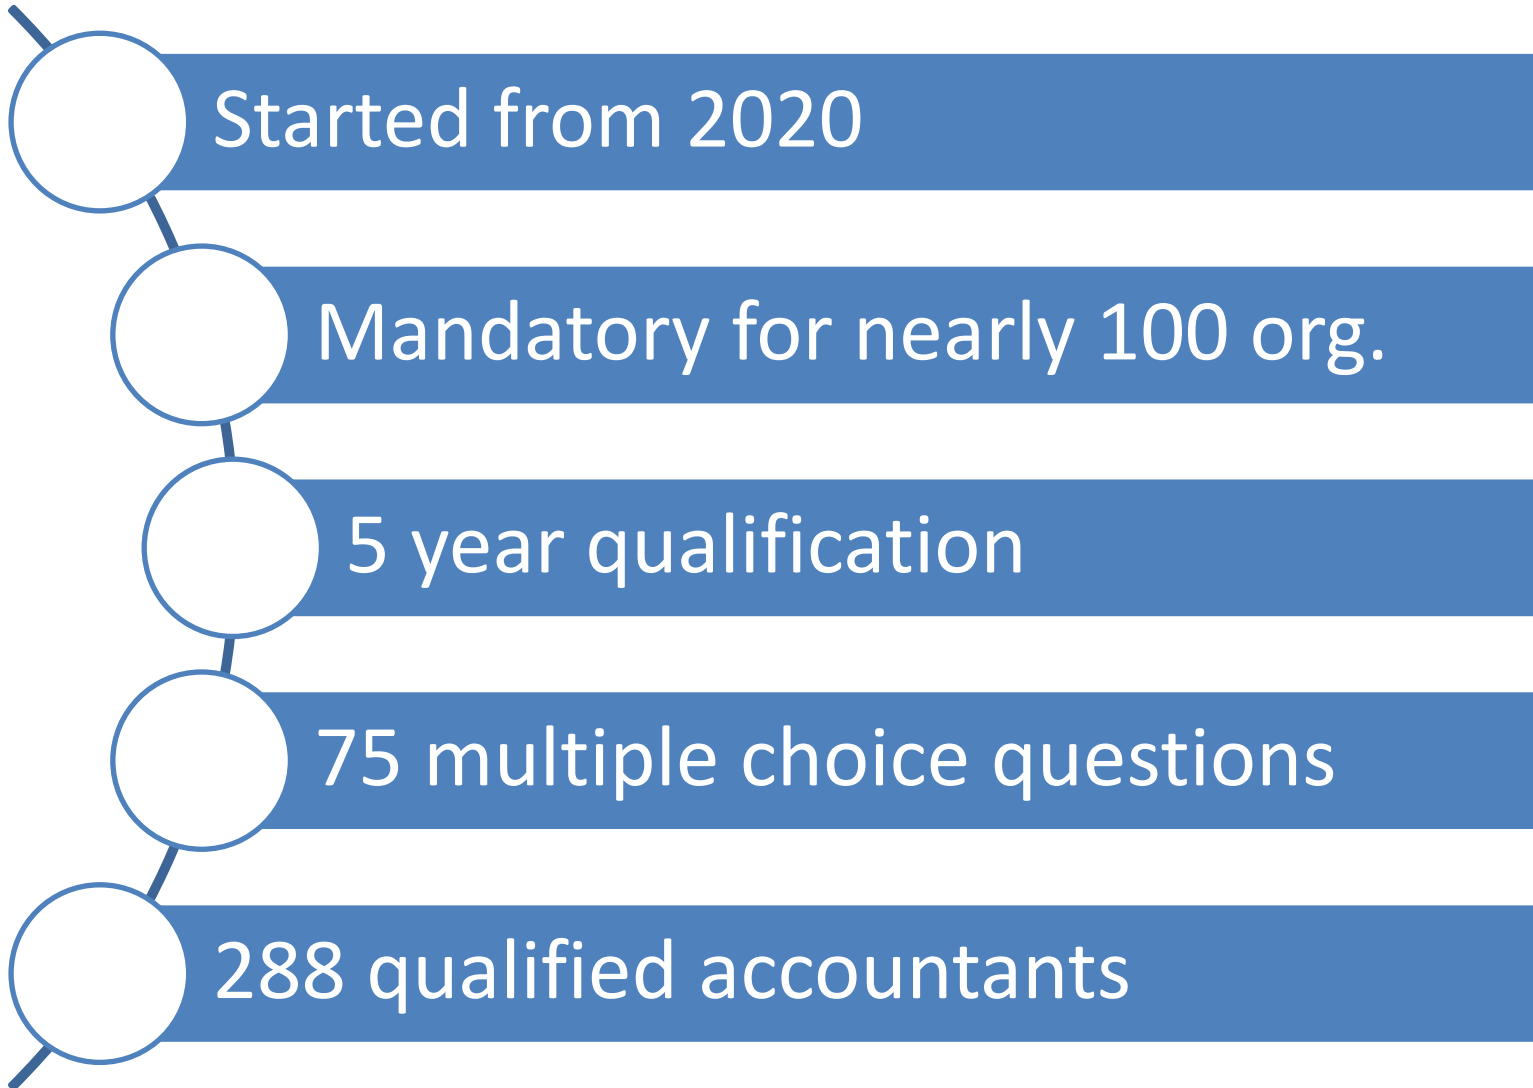 Started from 2020
Mandatory for nearly 100 org.
5 year qualification
75 multiple choice questions
288 qualified accountants